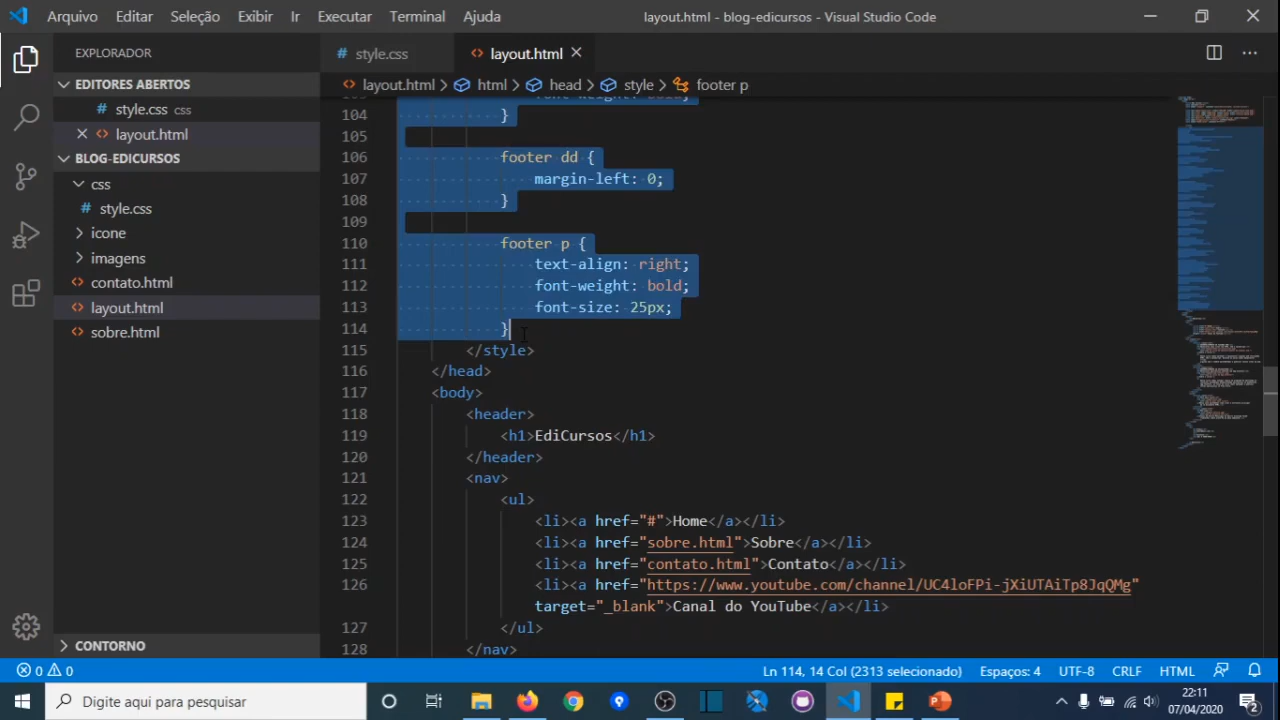 Arquivo Editar Seleção Exibir Ir Executar Terminal Ajuda
layout.html - blog-edicursos - Visual Studio Code
EXPLORADOR
EDITORES ABERTOS
# style.css css
× <> layout.html
BLOG-EDICURSOS
css
# style.css
icone
imagens
<> contato.html
<> layout.html
<> sobre.html
CONTORNO
# style.css
<> layout.html ×
<> layout.html > html > head > style > footer p
103 font-weight: bold;
104 }
105
106 footer dd {
107 margin-left: 0;
108 }
109
110 footer p {
111 text-align: right;
112 font-weight: bold;
113 font-size: 25px;
114 }
115 </style>
116 </head>
117 <body>
118 <header>
119 <h1>EdiCursos</h1>
120 </header>
121 <nav>
122 <ul>
123 <li><a href="#">Home</a></li>
124 <li><a href="sobre.html">Sobre</a></li>
125 <li><a href="contato.html">Contato</a></li>
126 <li><a href="https://www.youtube.com/channel/UC4loFPi-jXiUTAiTp8JqQMg"
target="_blank">Canal do YouTube</a></li>
127 </ul>
128 </nav>
0 0
Ln 114, 14 Col (2313 selecionado) Espaços: 4 UTF-8 CRLF HTML
Digite aqui para pesquisar
22:11
07/04/2020
2